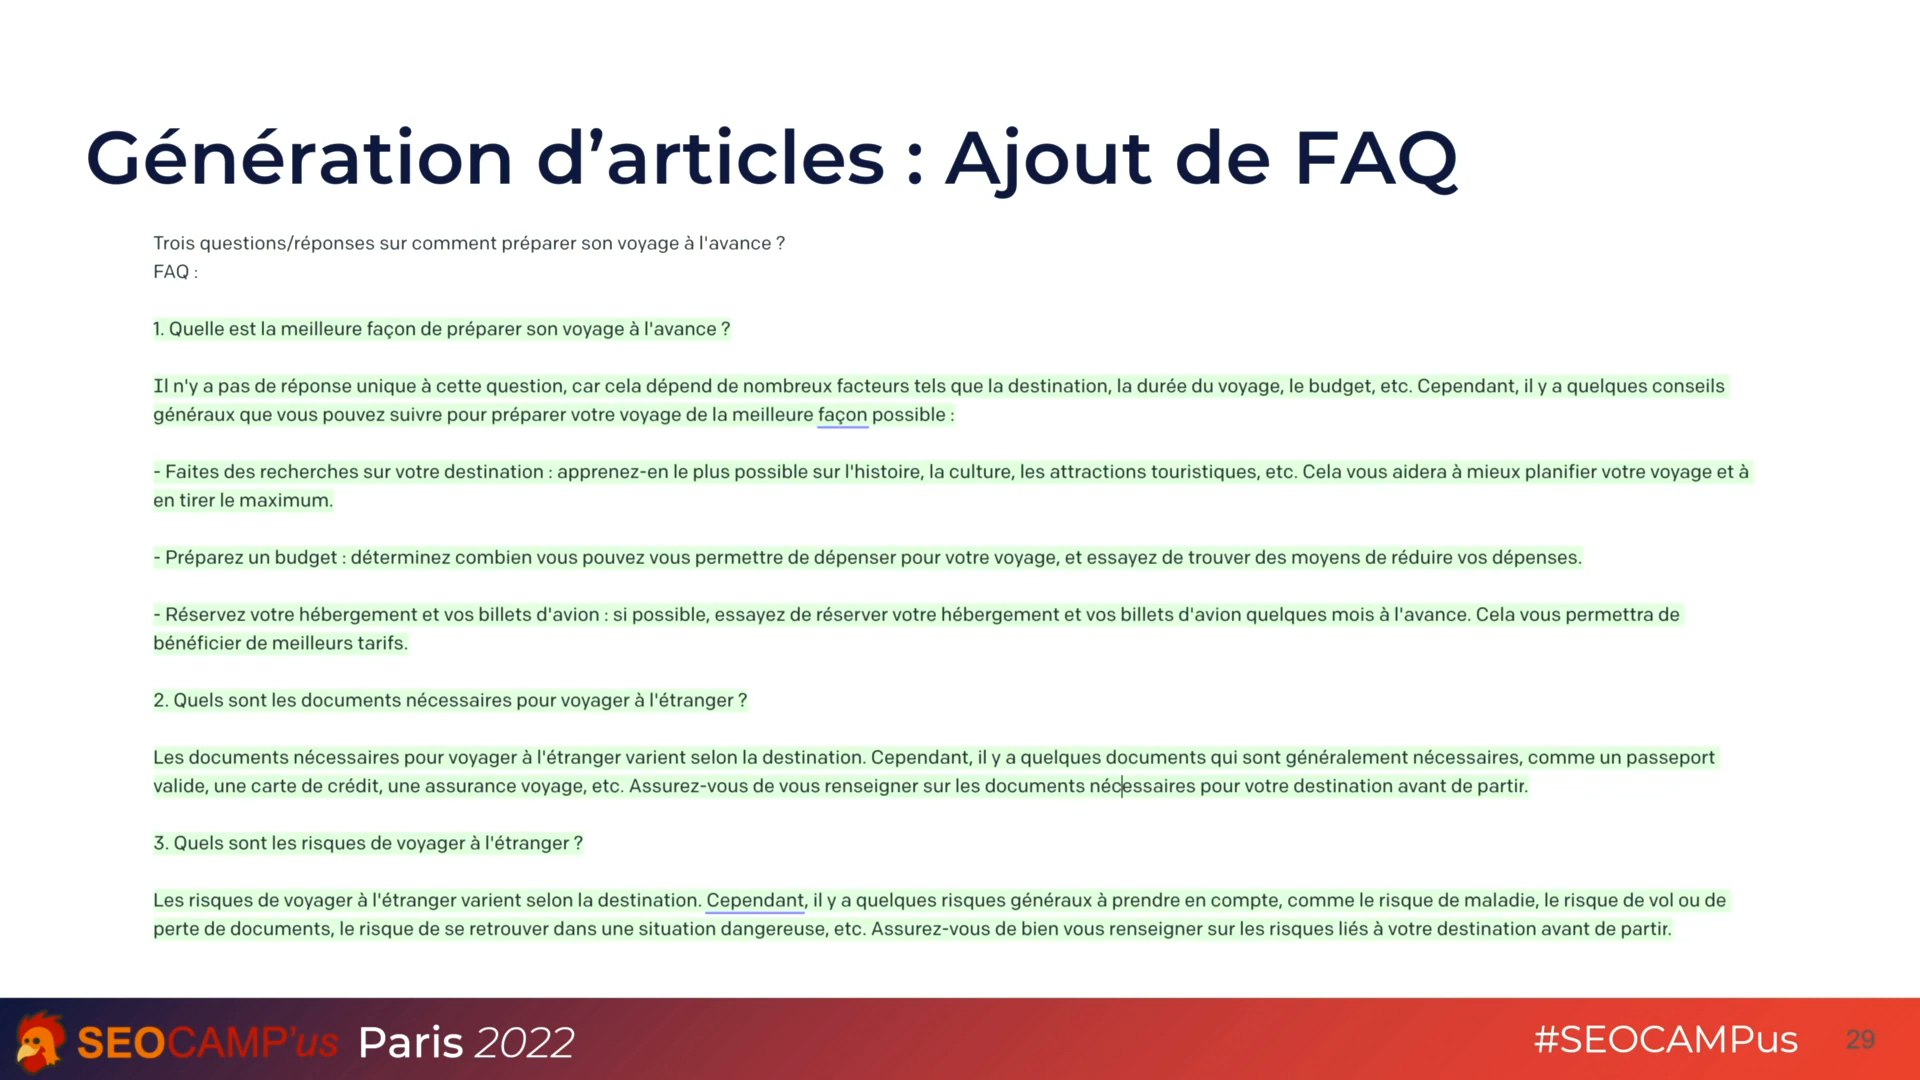 Génération d’articles : Ajout de FAQ
Trois questions/réponses sur comment préparer son voyage à l'avance ?
FAQ :
1. Quelle est la meilleure façon de préparer son voyage à l'avance ?
Il n'y a pas de réponse unique à cette question, car cela dépend de nombreux facteurs tels que la destination, la durée du voyage, le budget, etc. Cependant, il y a quelques conseils
généraux que vous pouvez suivre pour préparer votre voyage de la meilleure façon possible :
- Faites des recherches sur votre destination : apprenez-en le plus possible sur l'histoire, la culture, les attractions touristiques, etc. Cela vous aidera à mieux planifier votre voyage et à
en tirer le maximum.
- Préparez un budget : déterminez combien vous pouvez vous permettre de dépenser pour votre voyage, et essayez de trouver des moyens de réduire vos dépenses.
- Réservez votre hébergement et vos billets d'avion : si possible, essayez de réserver votre hébergement et vos billets d'avion quelques mois à l'avance. Cela vous permettra de
bénéficier de meilleurs tarifs.
2. Quels sont les documents nécessaires pour voyager à l'étranger ?
Les documents nécessaires pour voyager à l'étranger varient selon la destination. Cependant, il y a quelques documents qui sont généralement nécessaires, comme un passeport
valide, une carte de crédit, une assurance voyage, etc. Assurez-vous de vous renseigner sur les documents nécessaires pour votre destination avant de partir.
3. Quels sont les risques de voyager à l'étranger ?
Les risques de voyager à l'étranger varient selon la destination. Cependant, il y a quelques risques généraux à prendre en compte, comme le risque de maladie, le risque de vol ou de
perte de documents, le risque de se retrouver dans une situation dangereuse, etc. Assurez-vous de bien vous renseigner sur les risques liés à votre destination avant de partir.
SEOCAMP'us Paris 2022
#SEOCAMPus
29